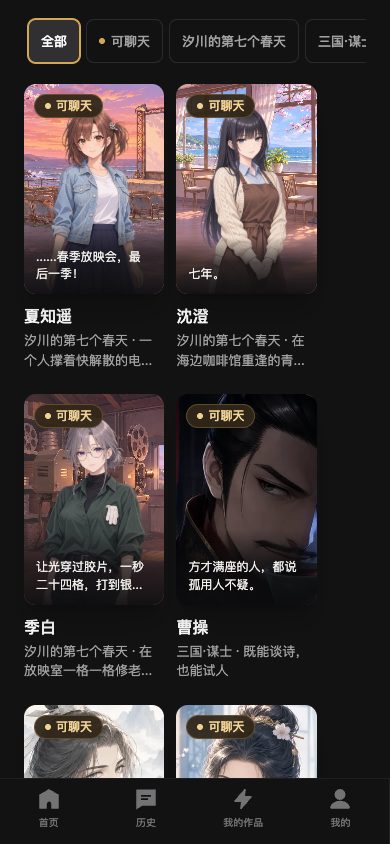 全部
可聊天
汐川的第七个春天
三国·谋士
可聊天
可聊天
……春季放映会，最
后一季！
七年。
夏知遥
沈澄
汐川的第七个春天 · 一
个人撑着快解散的电…
汐川的第七个春天 · 在
海边咖啡馆重逢的青…
可聊天
可聊天
让光穿过胶片，一秒
二十四格，打到银…
方才满座的人，都说
孤用人不疑。
季白
曹操
汐川的第七个春天 · 在
放映室一格一格修老…
三国·谋士 · 既能谈诗，
也能试人
可聊天
可聊天
首页
历史
我的作品
我的